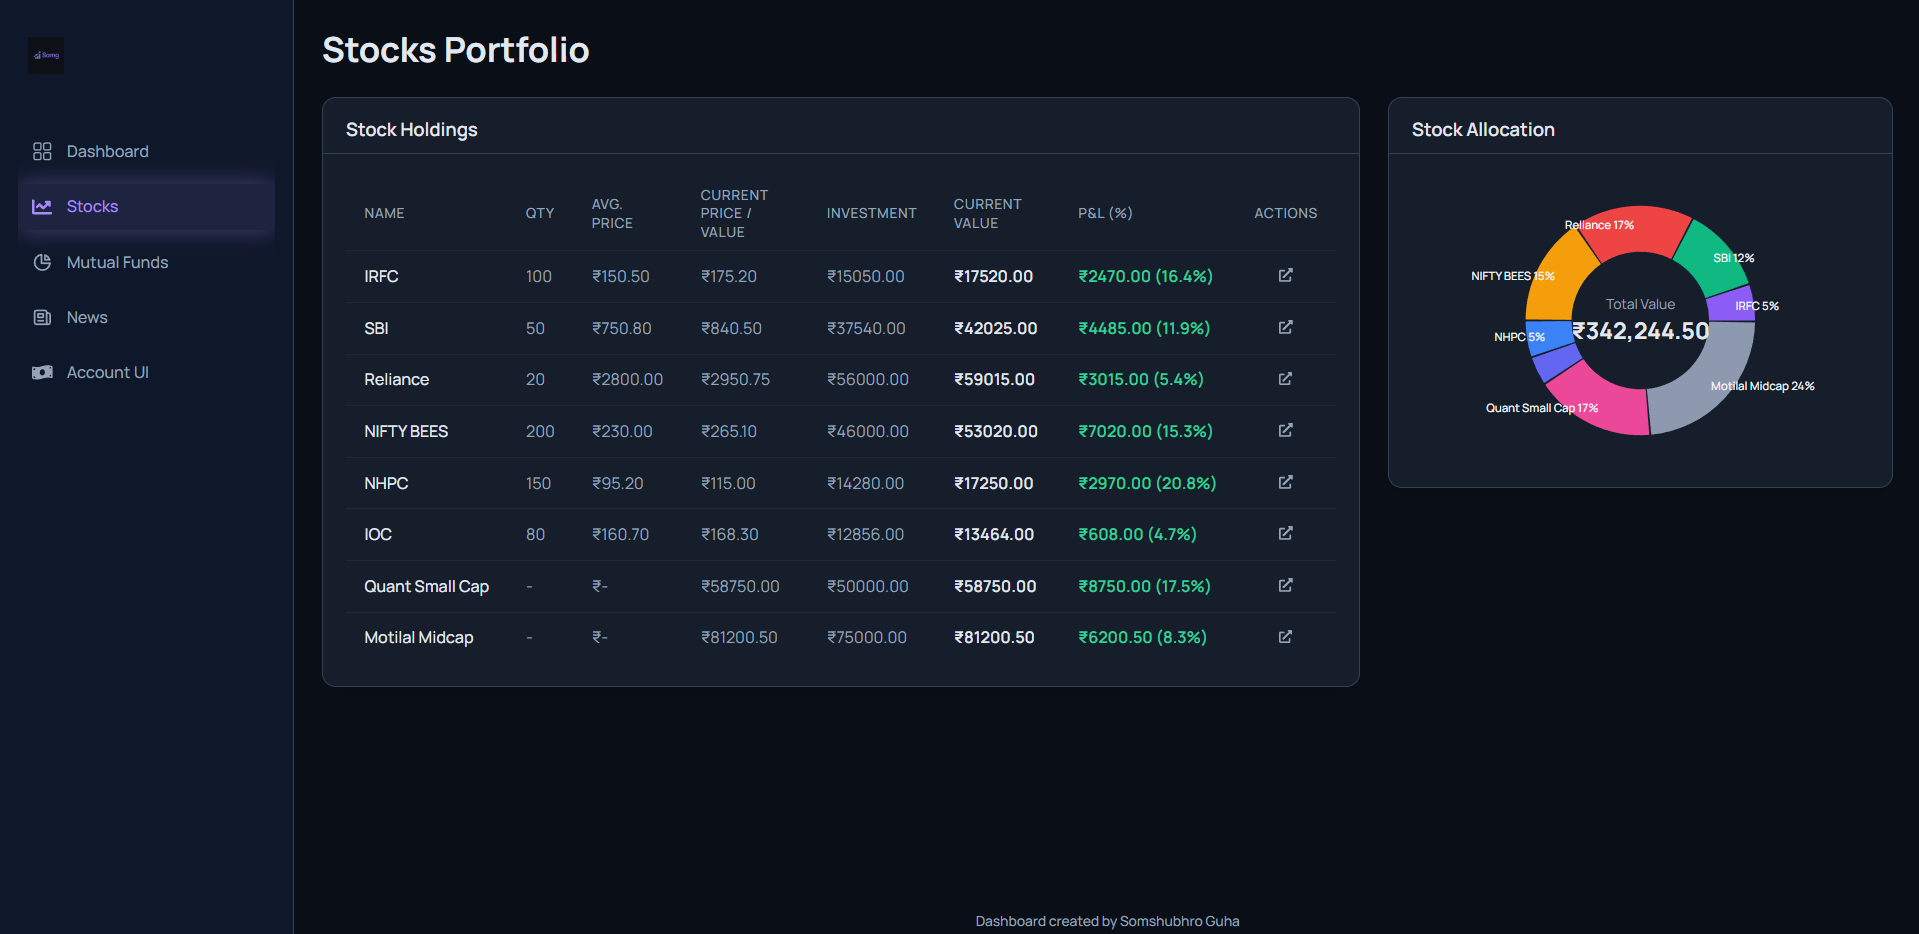 Soms
Stocks Portfolio
Dashboard
Stocks
Mutual Funds
News
Account UI
Stock Holdings
NAME QTY AVG. PRICE CURRENT PRICE / VALUE INVESTMENT CURRENT VALUE P&L (%) ACTIONS
IRFC 100 ₹150.50 ₹175.20 ₹15050.00 ₹17520.00 ₹2470.00 (16.4%)
SBI 50 ₹750.80 ₹840.50 ₹37540.00 ₹42025.00 ₹4485.00 (11.9%)
Reliance 20 ₹2800.00 ₹2950.75 ₹56000.00 ₹59015.00 ₹3015.00 (5.4%)
NIFTY BEES 200 ₹230.00 ₹265.10 ₹46000.00 ₹53020.00 ₹7020.00 (15.3%)
NHPC 150 ₹95.20 ₹115.00 ₹14280.00 ₹17250.00 ₹2970.00 (20.8%)
IOC 80 ₹160.70 ₹168.30 ₹12856.00 ₹13464.00 ₹608.00 (4.7%)
Quant Small Cap - ₹- ₹58750.00 ₹50000.00 ₹58750.00 ₹8750.00 (17.5%)
Motilal Midcap - ₹- ₹81200.50 ₹75000.00 ₹81200.50 ₹6200.50 (8.3%)
Stock Allocation
Reliance 17%
SBI 12%
NIFTY BEES 15%
IRFC 5%
Total Value
₹342,244.50
NHPC 5%
Motilal Midcap 24%
Quant Small Cap 17%
Dashboard created by Somshubhro Guha